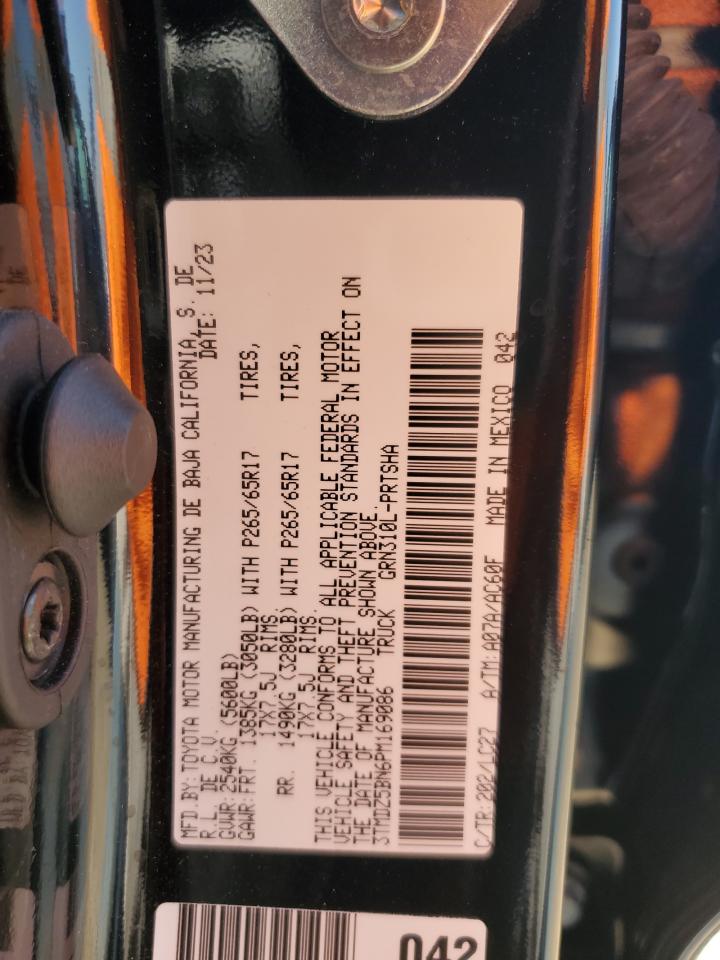 MFD.BY:TOYOTA MOTOR MANUFACTURING DE BAJA CALIFORNIA,S. DE
R.L. DE C.V. DATE: 11/23
GVWR:2540KG (5600LB)
GAWR:FRT. 1385KG (3050LB) WITH P265/65R17 TIRES,
17X7.5J RIMS.
RR. 1490KG (3280LB) WITH P265/65R17 TIRES,
17X7.5J RIMS.
THIS VEHICLE CONFORMS TO ALL APPLICABLE FEDERAL MOTOR
VEHICLE SAFETY AND THEFT PREVENTION STANDARDS IN EFFECT ON
THE DATE OF MANUFACTURE SHOWN ABOVE.
3TMDZ5BN6PM169086 TRUCK GRN310L-PRTSHA
C/TR:202/LC27 A/TM:A07A/AC60F MADE IN MEXICO 042
042